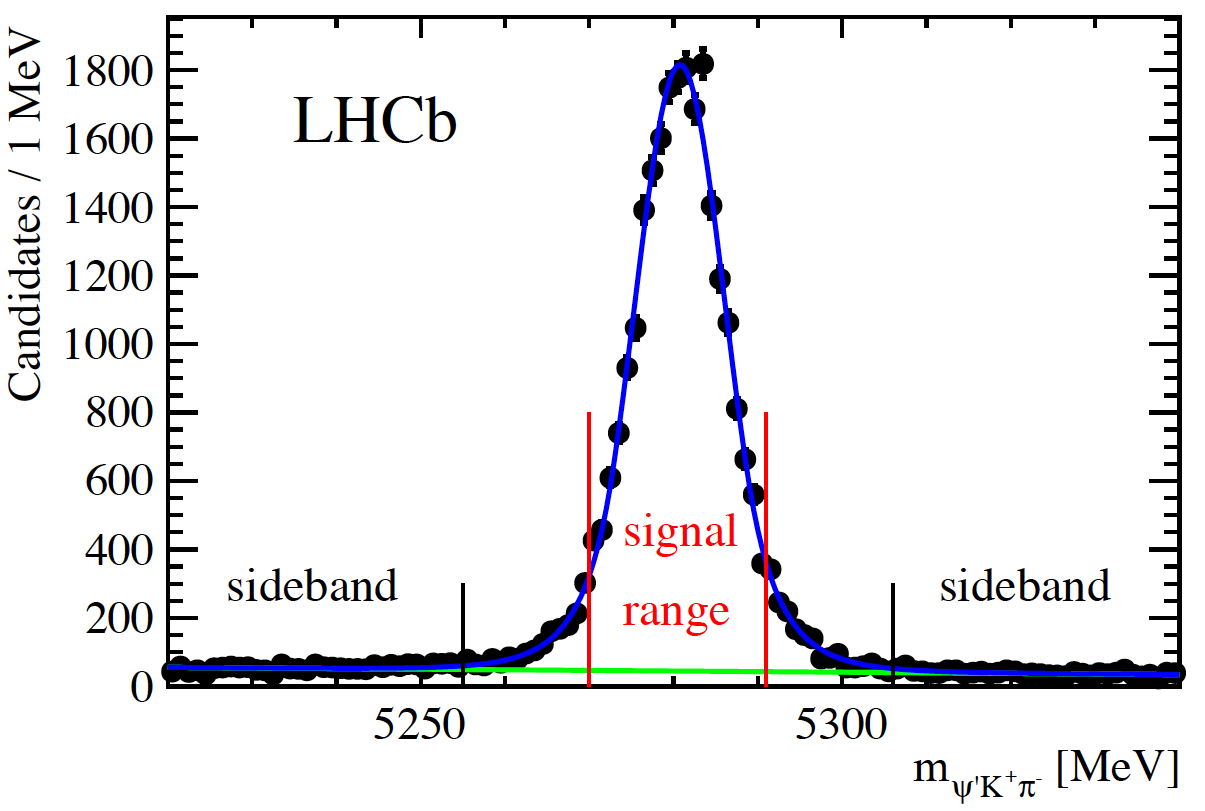 Candidates / 1 MeV
1800
1600
1400
1200
1000
800
600
400
200
0
LHCb
signal
range
sideband
sideband
5250
5300
m_{ψ'K⁺π⁻} [MeV]